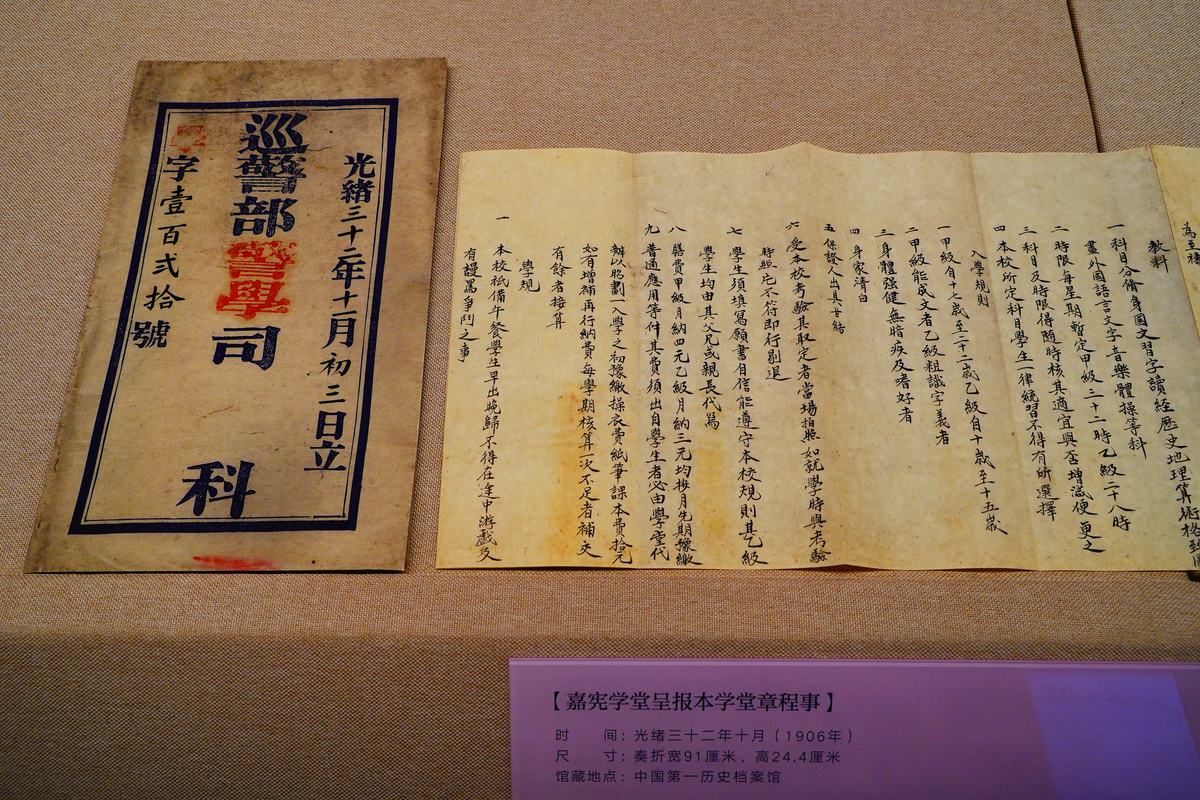 光緒三十二年十月初三日立
巡警部警學司 科
學字壹百弍拾號
教科
一 科目分脩身國文習字讀經歷史地理算術格致圖
畫外國語言文字音樂體操等科
二 時限每星期暫定甲級三十二時乙級二十八時
三 科目及時限得隨時核其適宜與否增減便更之
四 本校所定科目學生一律統習不得有所選擇
入學規則
一 甲級自十七歲至二十二歲乙級自十歲至十五歲
二 甲級能成文者乙級粗識字義者
三 身體强健無暗疾及嗜好者
四 身家清白
五 保證人出具甘結
六 受本校考驗其取定者當場拍照如就學時與考驗
時照片不符即行剔退
七 學生須填寫願書自信能遵守本校規則其乙級
學生均由其父兄或親長代寫
八 膳費甲級月納四元乙級月納三元均按月先期豫繳
九 普通應用等件其費須出自學生者必由學堂代
辦以昭劃一入學之初豫繳操衣費紙筆課本費拾元
如有增補再行納費每學期核算一次不足者補交
有餘者接算
學規
一 本校祇備午餐學生早出晚歸不得在途中游戲及
有謾罵爭鬥之事
【嘉宪学堂呈报本学堂章程事】
时 间：光绪三十二年十月（1906年）
尺 寸：奏折宽91厘米，高24.4厘米
馆藏地点：中国第一历史档案馆